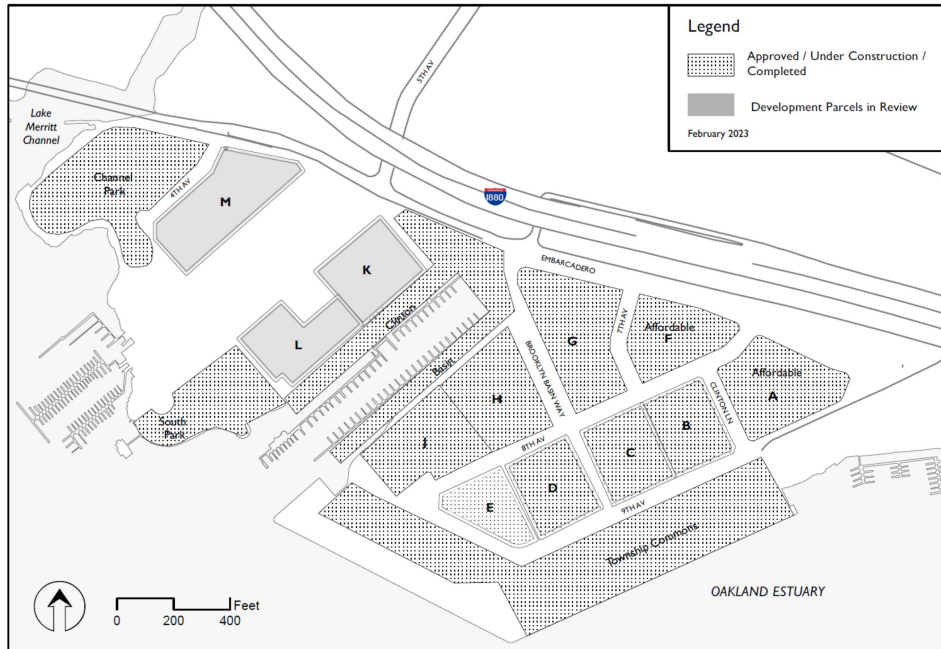 Legend
Approved / Under Construction /
Completed
Development Parcels in Review
February 2023
5TH AV
Lake
Merritt
Channel
Channel
Park
4TH AV
M
I880
K
EMBARCADERO
Clinton
7TH AV
Affordable
F
G
L
Basin
BROOKLYN BASIN WAY
Affordable
A
CLINTON LN
H
South
Park
J
8TH AV
B
C
D
E
9TH AV
Township Commons
OAKLAND ESTUARY
Feet
0 200 400